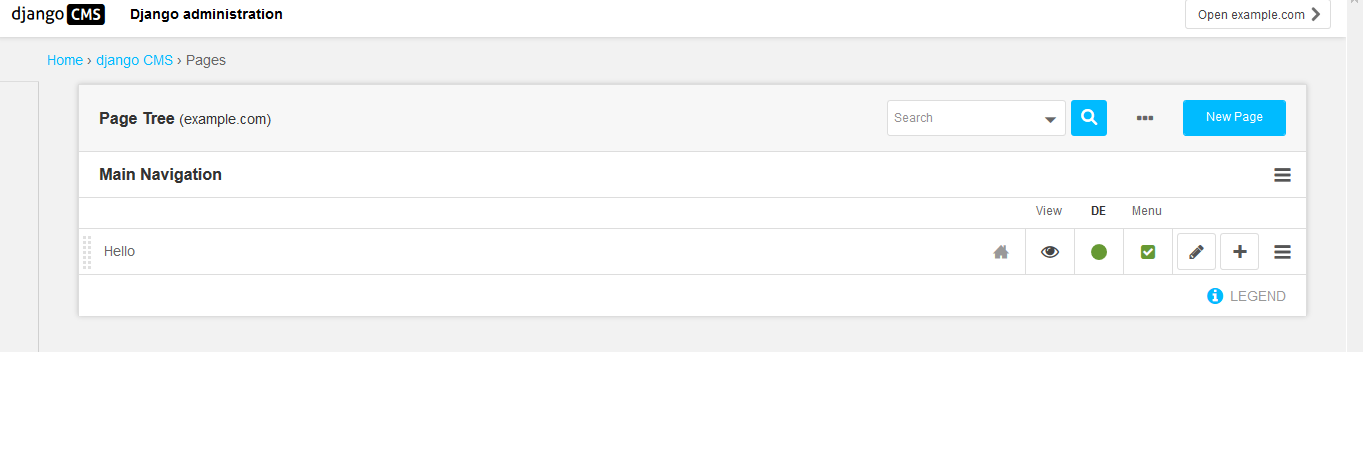 django CMS Django administration Open example.com
Home › django CMS › Pages
Page Tree (example.com) Search New Page
Main Navigation
View DE Menu
Hello
LEGEND